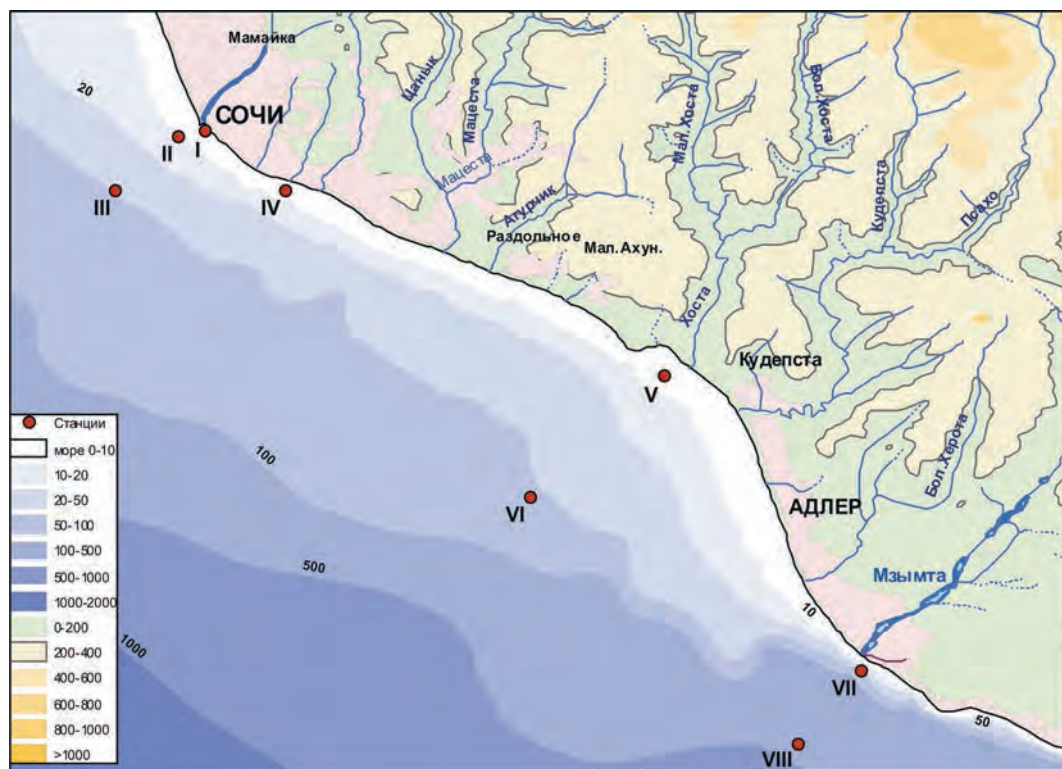 Мамайка
20
СОЧИ
II
I
III
IV
Цанык
Мацеста
Мацеста
Атурчик
Раздольное
Мал.Ахун.
Мал.Хоста
Бол.Хоста
Хоста
Кудепста
Псахо
Кудепста
V
VI
АДЛЕР
Бол.Херота
Мзымта
10
VII
50
VIII
100
500
1000
Станции
море 0-10
10-20
20-50
50-100
100-500
500-1000
1000-2000
0-200
200-400
400-600
600-800
800-1000
>1000